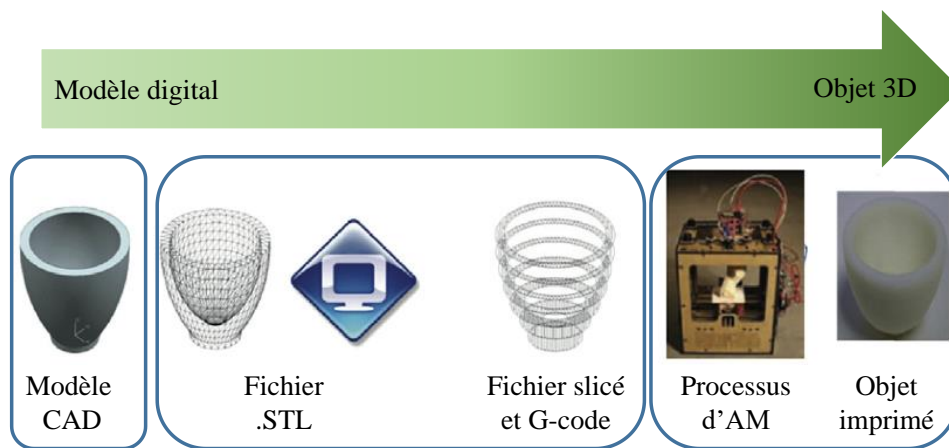 Modèle digital
Objet 3D
Modèle
CAD
Fichier
.STL
Fichier slicé
et G-code
Processus
d’AM
Objet
imprimé